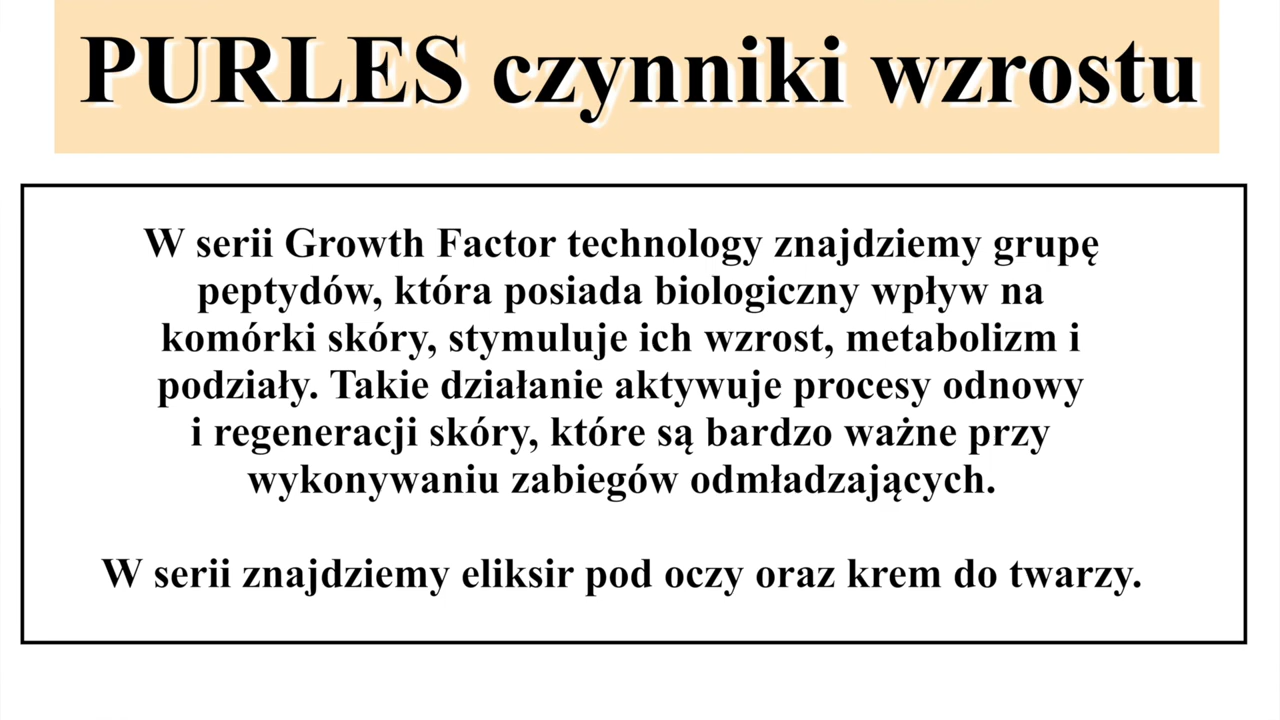 PURLES czynniki wzrostu
W serii Growth Factor technology znajdziemy grupę
peptydów, która posiada biologiczny wpływ na
komórki skóry, stymuluje ich wzrost, metabolizm i
podziały. Takie działanie aktywuje procesy odnowy
i regeneracji skóry, które są bardzo ważne przy
wykonywaniu zabiegów odmładzających.
W serii znajdziemy eliksir pod oczy oraz krem do twarzy.